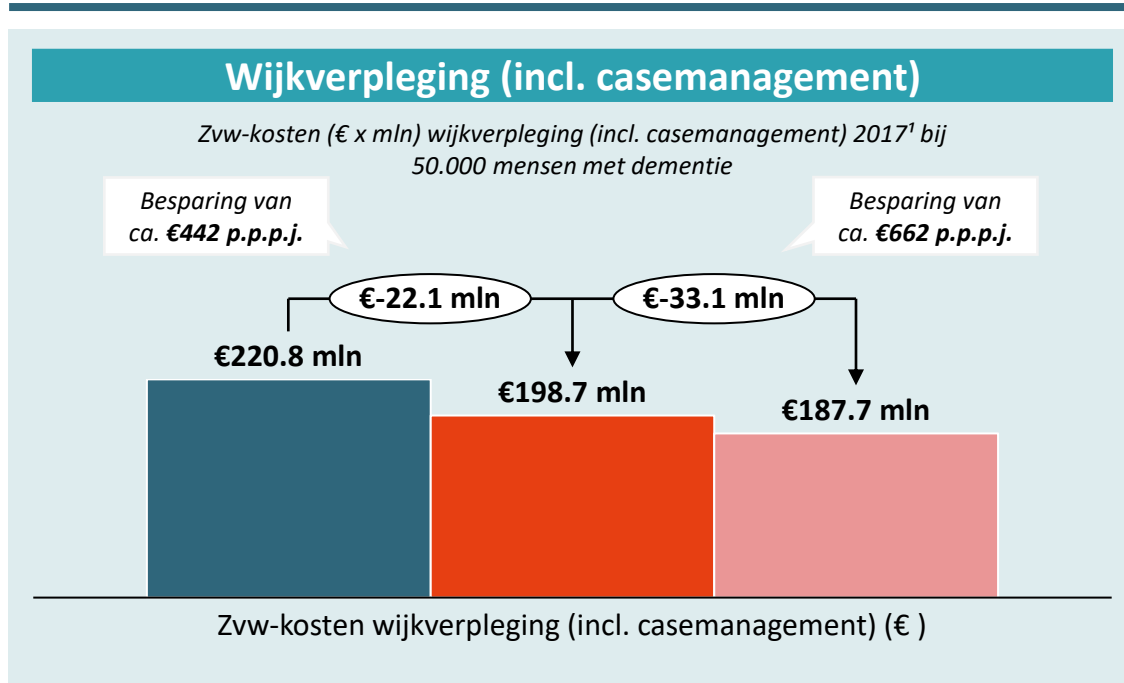 Wijkverpleging (incl. casemanagement)
Zvw-kosten (€ x mln) wijkverpleging (incl. casemanagement) 2017¹ bij
50.000 mensen met dementie
Besparing van
ca. €442 p.p.p.j.
Besparing van
ca. €662 p.p.p.j.
€-22.1 mln
€-33.1 mln
€220.8 mln
€198.7 mln
€187.7 mln
Zvw-kosten wijkverpleging (incl. casemanagement) (€ )